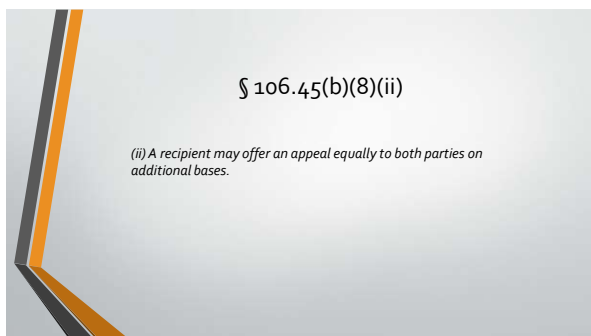 § 106.45(b)(8)(ii)
(ii) A recipient may offer an appeal equally to both parties on
additional bases.